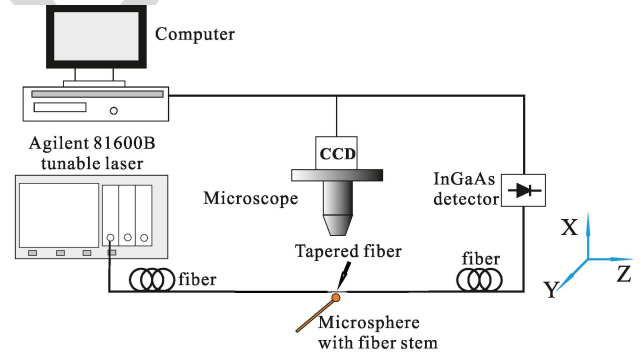 Computer
Agilent 81600B
tunable laser
CCD
Microscope
InGaAs
detector
Tapered fiber
fiber
fiber
X
Y
Z
Microsphere
with fiber stem